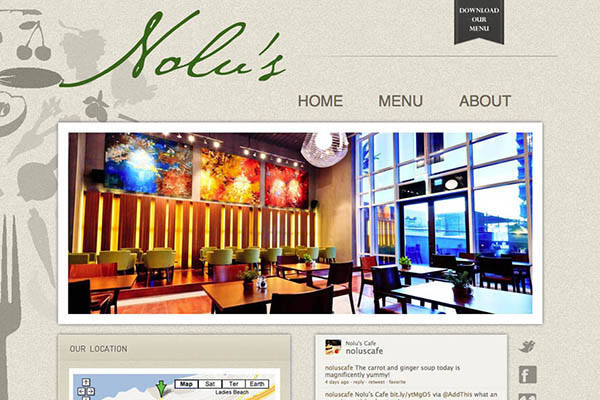 DOWNLOAD
OUR
MENU
Nolu's
HOME MENU ABOUT
OUR LOCATION
Map Sat Ter Earth
Ladies Beach
Nolu's Cafe
noluscafe
noluscafe The carrot and ginger soup today is
magnificently yummy!
4 days ago · reply · retweet · favorite
noluscafe Nolu's Cafe bit.ly/ytMgO5 via @AddThis what an